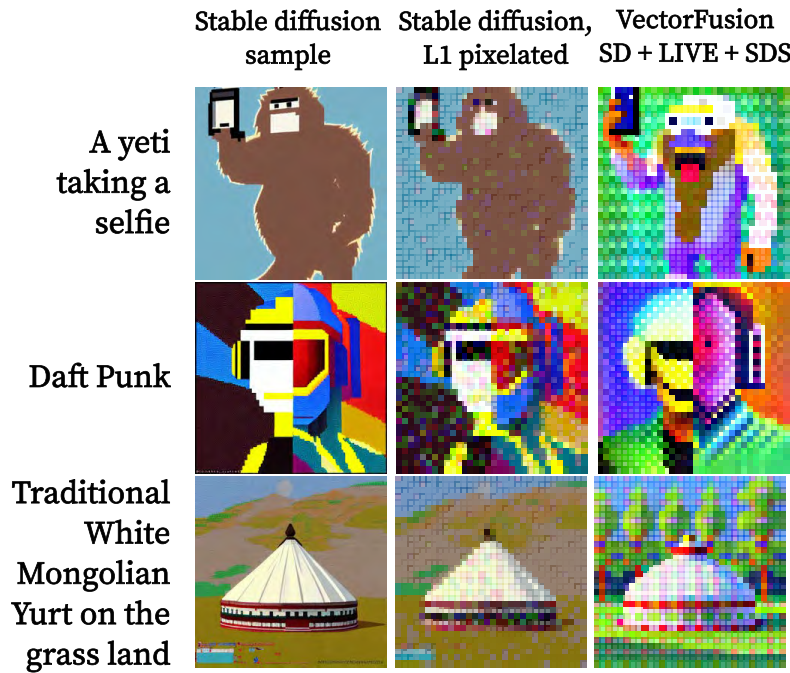 Stable diffusion
sample
Stable diffusion,
L1 pixelated
VectorFusion
SD + LIVE + SDS
A yeti
taking a
selfie
Daft Punk
Traditional
White
Mongolian
Yurt on the
grass land